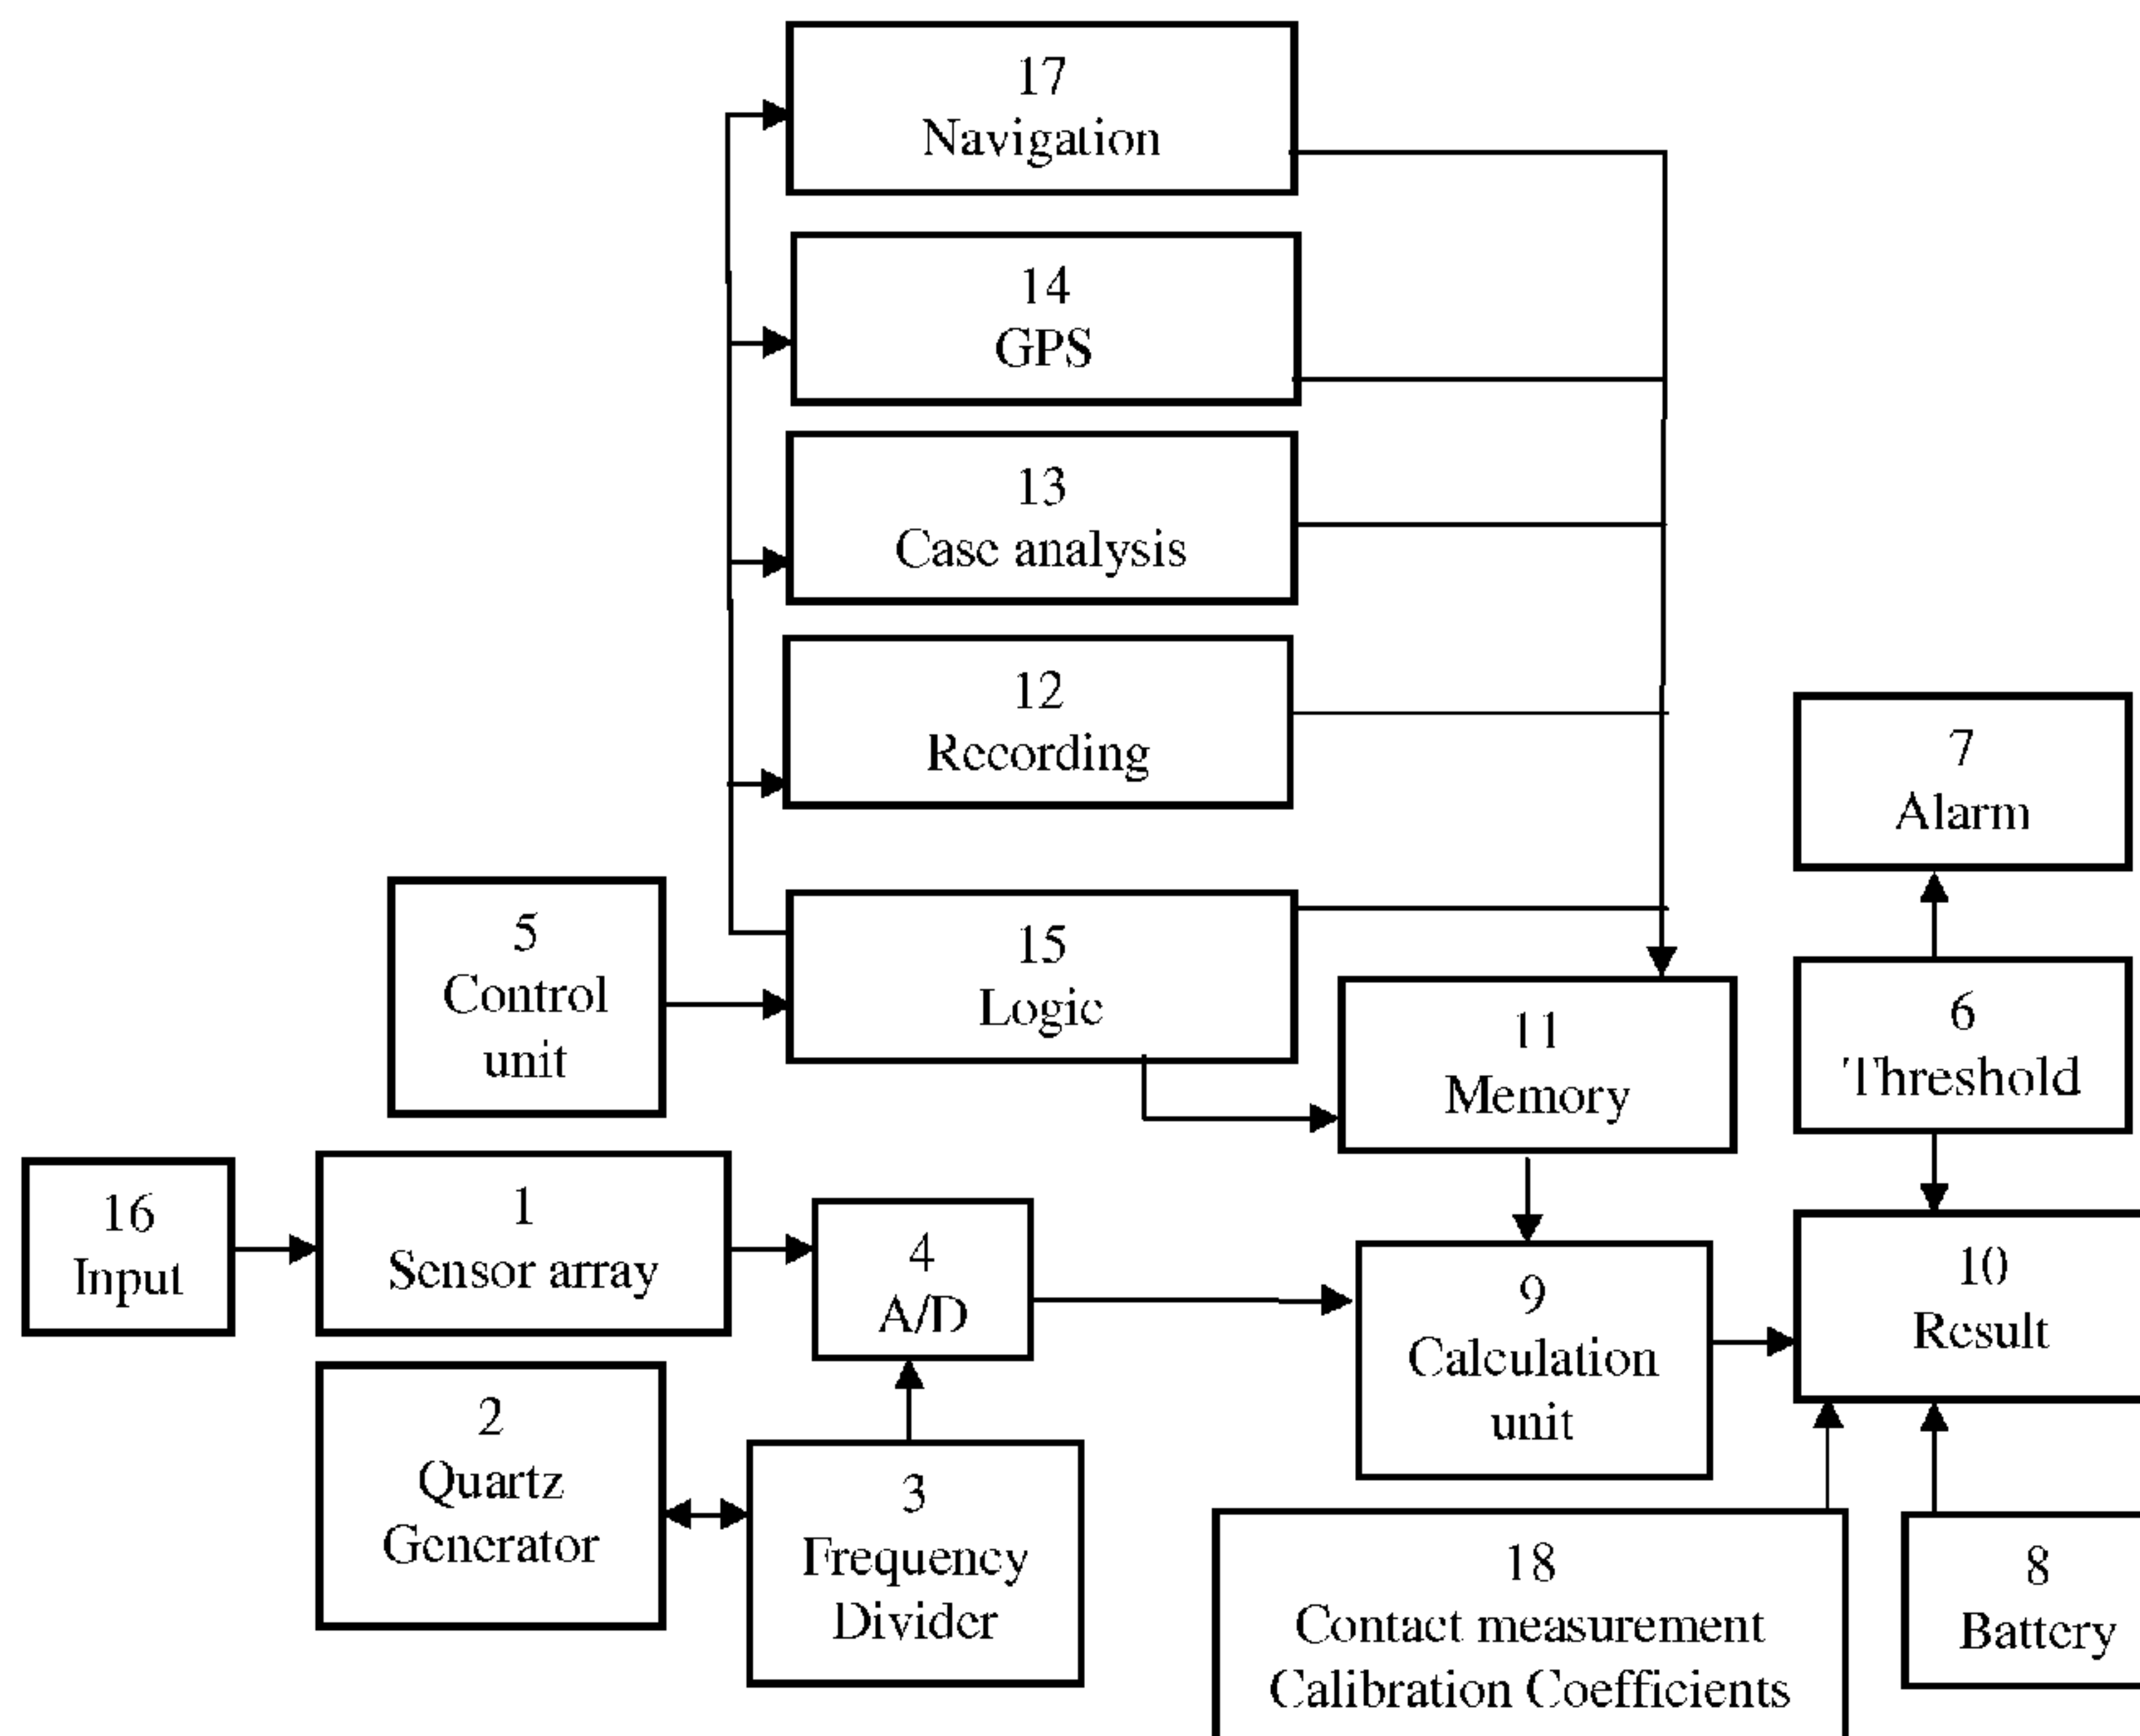 17
Navigation
14
GPS
13
Case analysis
12
Recording
7
Alarm
5
Control
unit
15
Logic
11
Memory
6
Threshold
16
Input
1
Sensor array
4
A/D
9
Calculation
unit
10
Result
2
Quartz
Generator
3
Frequency
Divider
18
Contact measurement
Calibration Coefficients
8
Battery